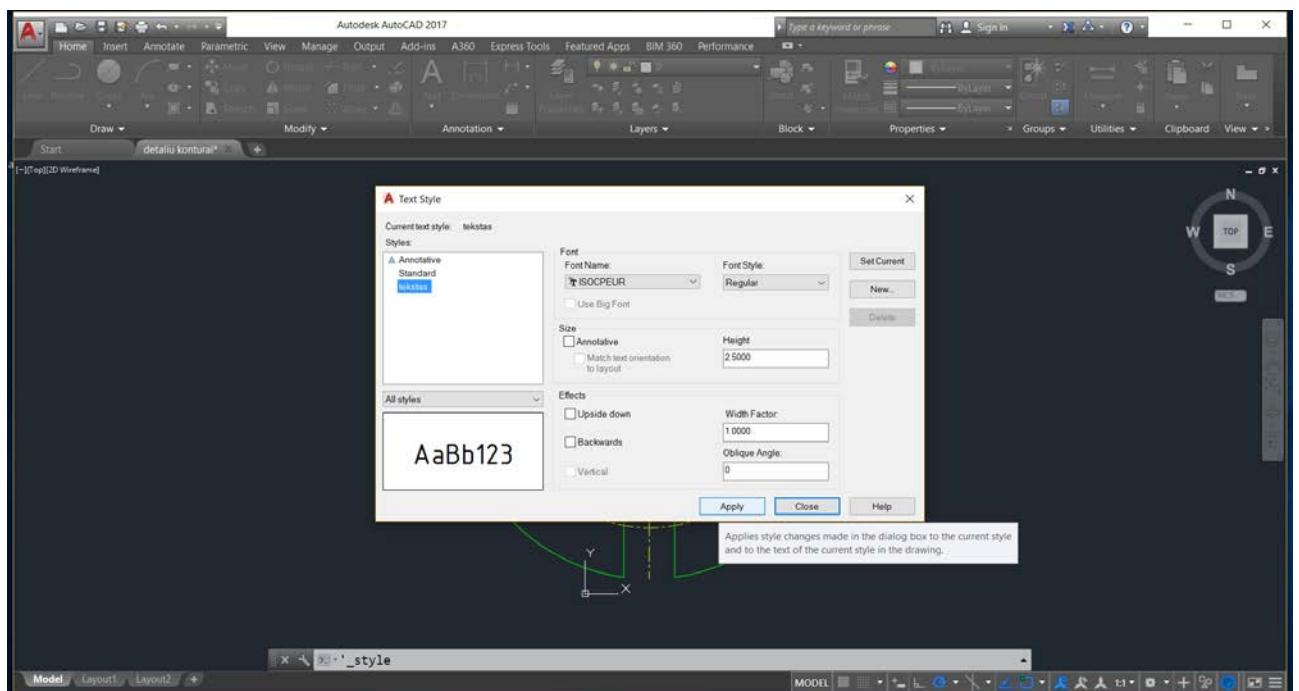 Autodesk AutoCAD 2017
Type a keyword or phrase
Sign In
Home Insert Annotate Parametric View Manage Output Add-ins A360 Express Tools Featured Apps BIM 360 Performance
Text
ByLayer
ByLayer
Draw Modify Annotation Layers Block Properties Groups Utilities Clipboard View
Start detaliu konturai*
[-][Top][2D Wireframe]
N
W TOP E
S
WCS
Text Style
Current text style: tekstas
Styles:
Annotative
Standard
tekstas
All styles
AaBb123
Font
Font Name:
ISOCPEUR
Font Style:
Regular
Use Big Font
Size
Annotative
Match text orientation
to layout
Height
2.5000
Effects
Upside down
Backwards
Vertical
Width Factor:
1.0000
Oblique Angle:
0
Set Current
New...
Delete
Apply Close Help
Applies style changes made in the dialog box to the current style
and to the text of the current style in the drawing.
Y
X
'_style
Model Layout1 Layout2 +
MODEL 1:1